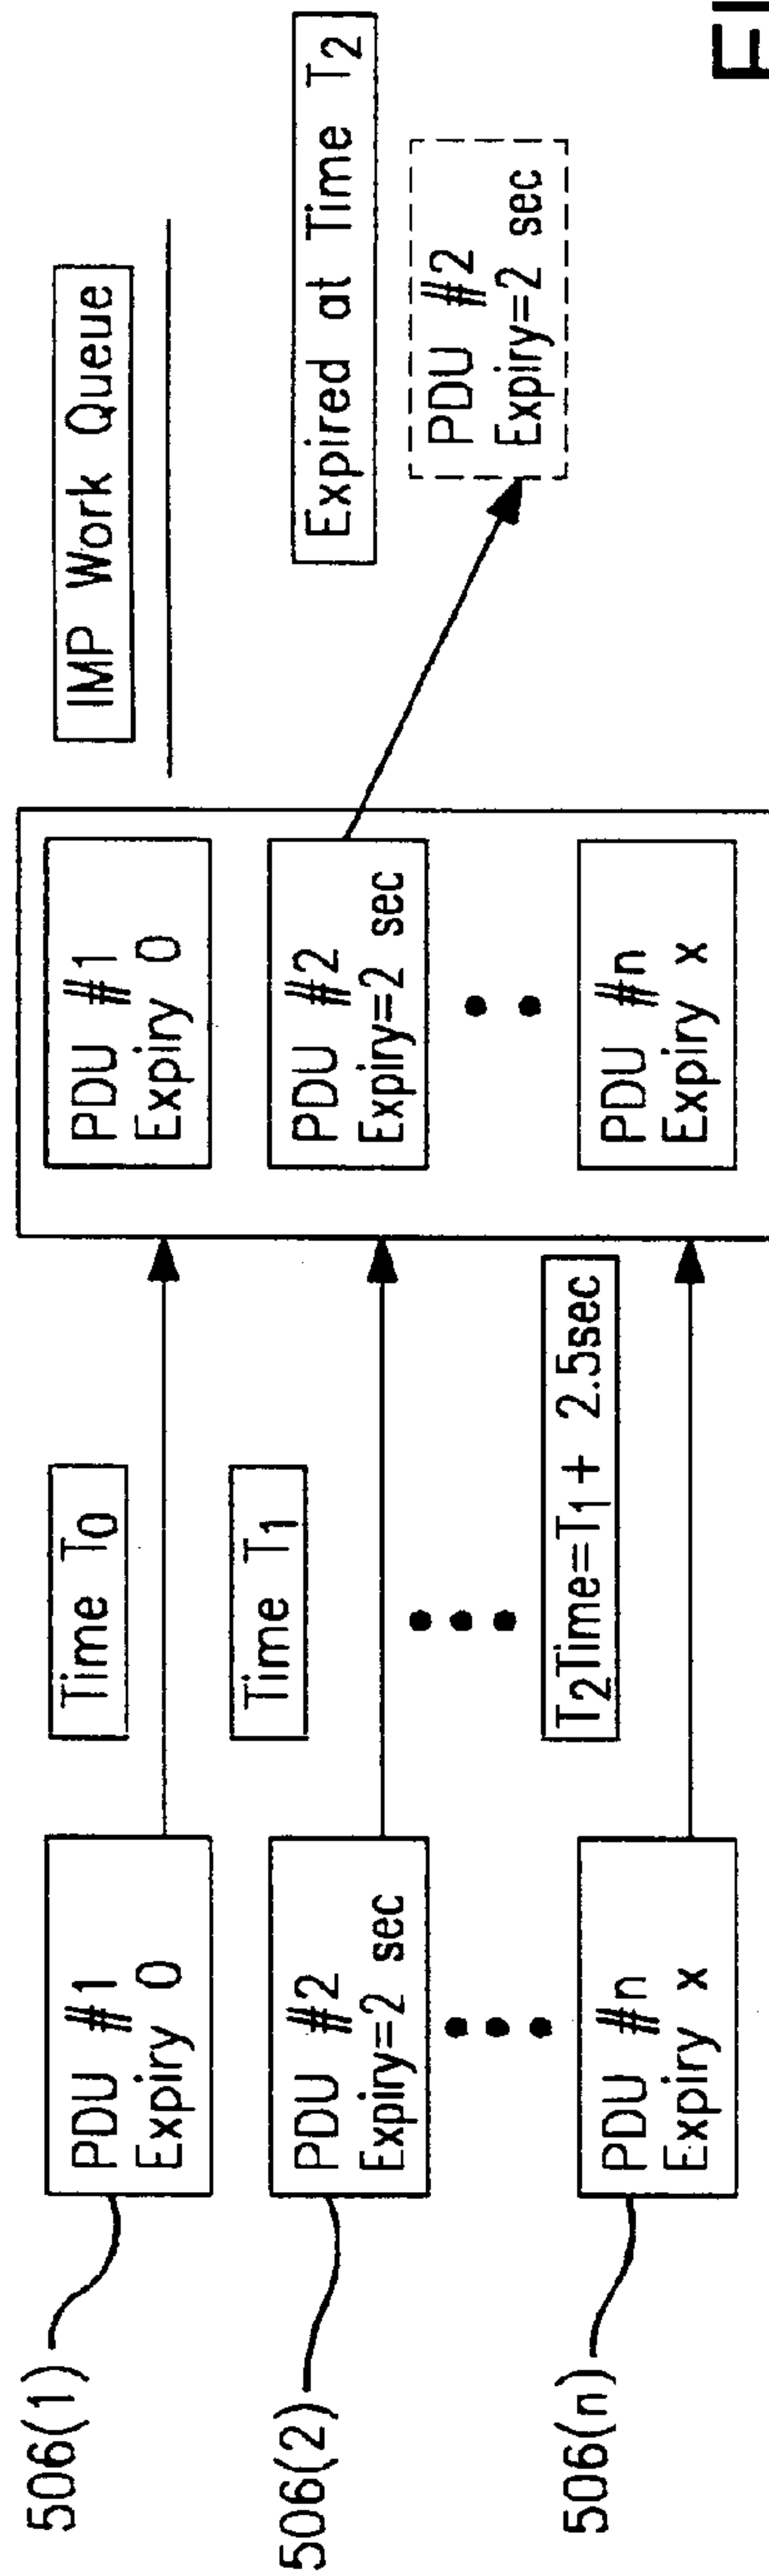 506(1)
PDU #1
Expiry 0
Time T0
PDU #1
Expiry 0
IMP Work Queue
506(2)
PDU #2
Expiry=2 sec
Time T1
PDU #2
Expiry=2 sec
Expired at Time T2
PDU #2
Expiry=2 sec
506(n)
PDU #n
Expiry x
T2Time=T1+ 2.5sec
PDU #n
Expiry x